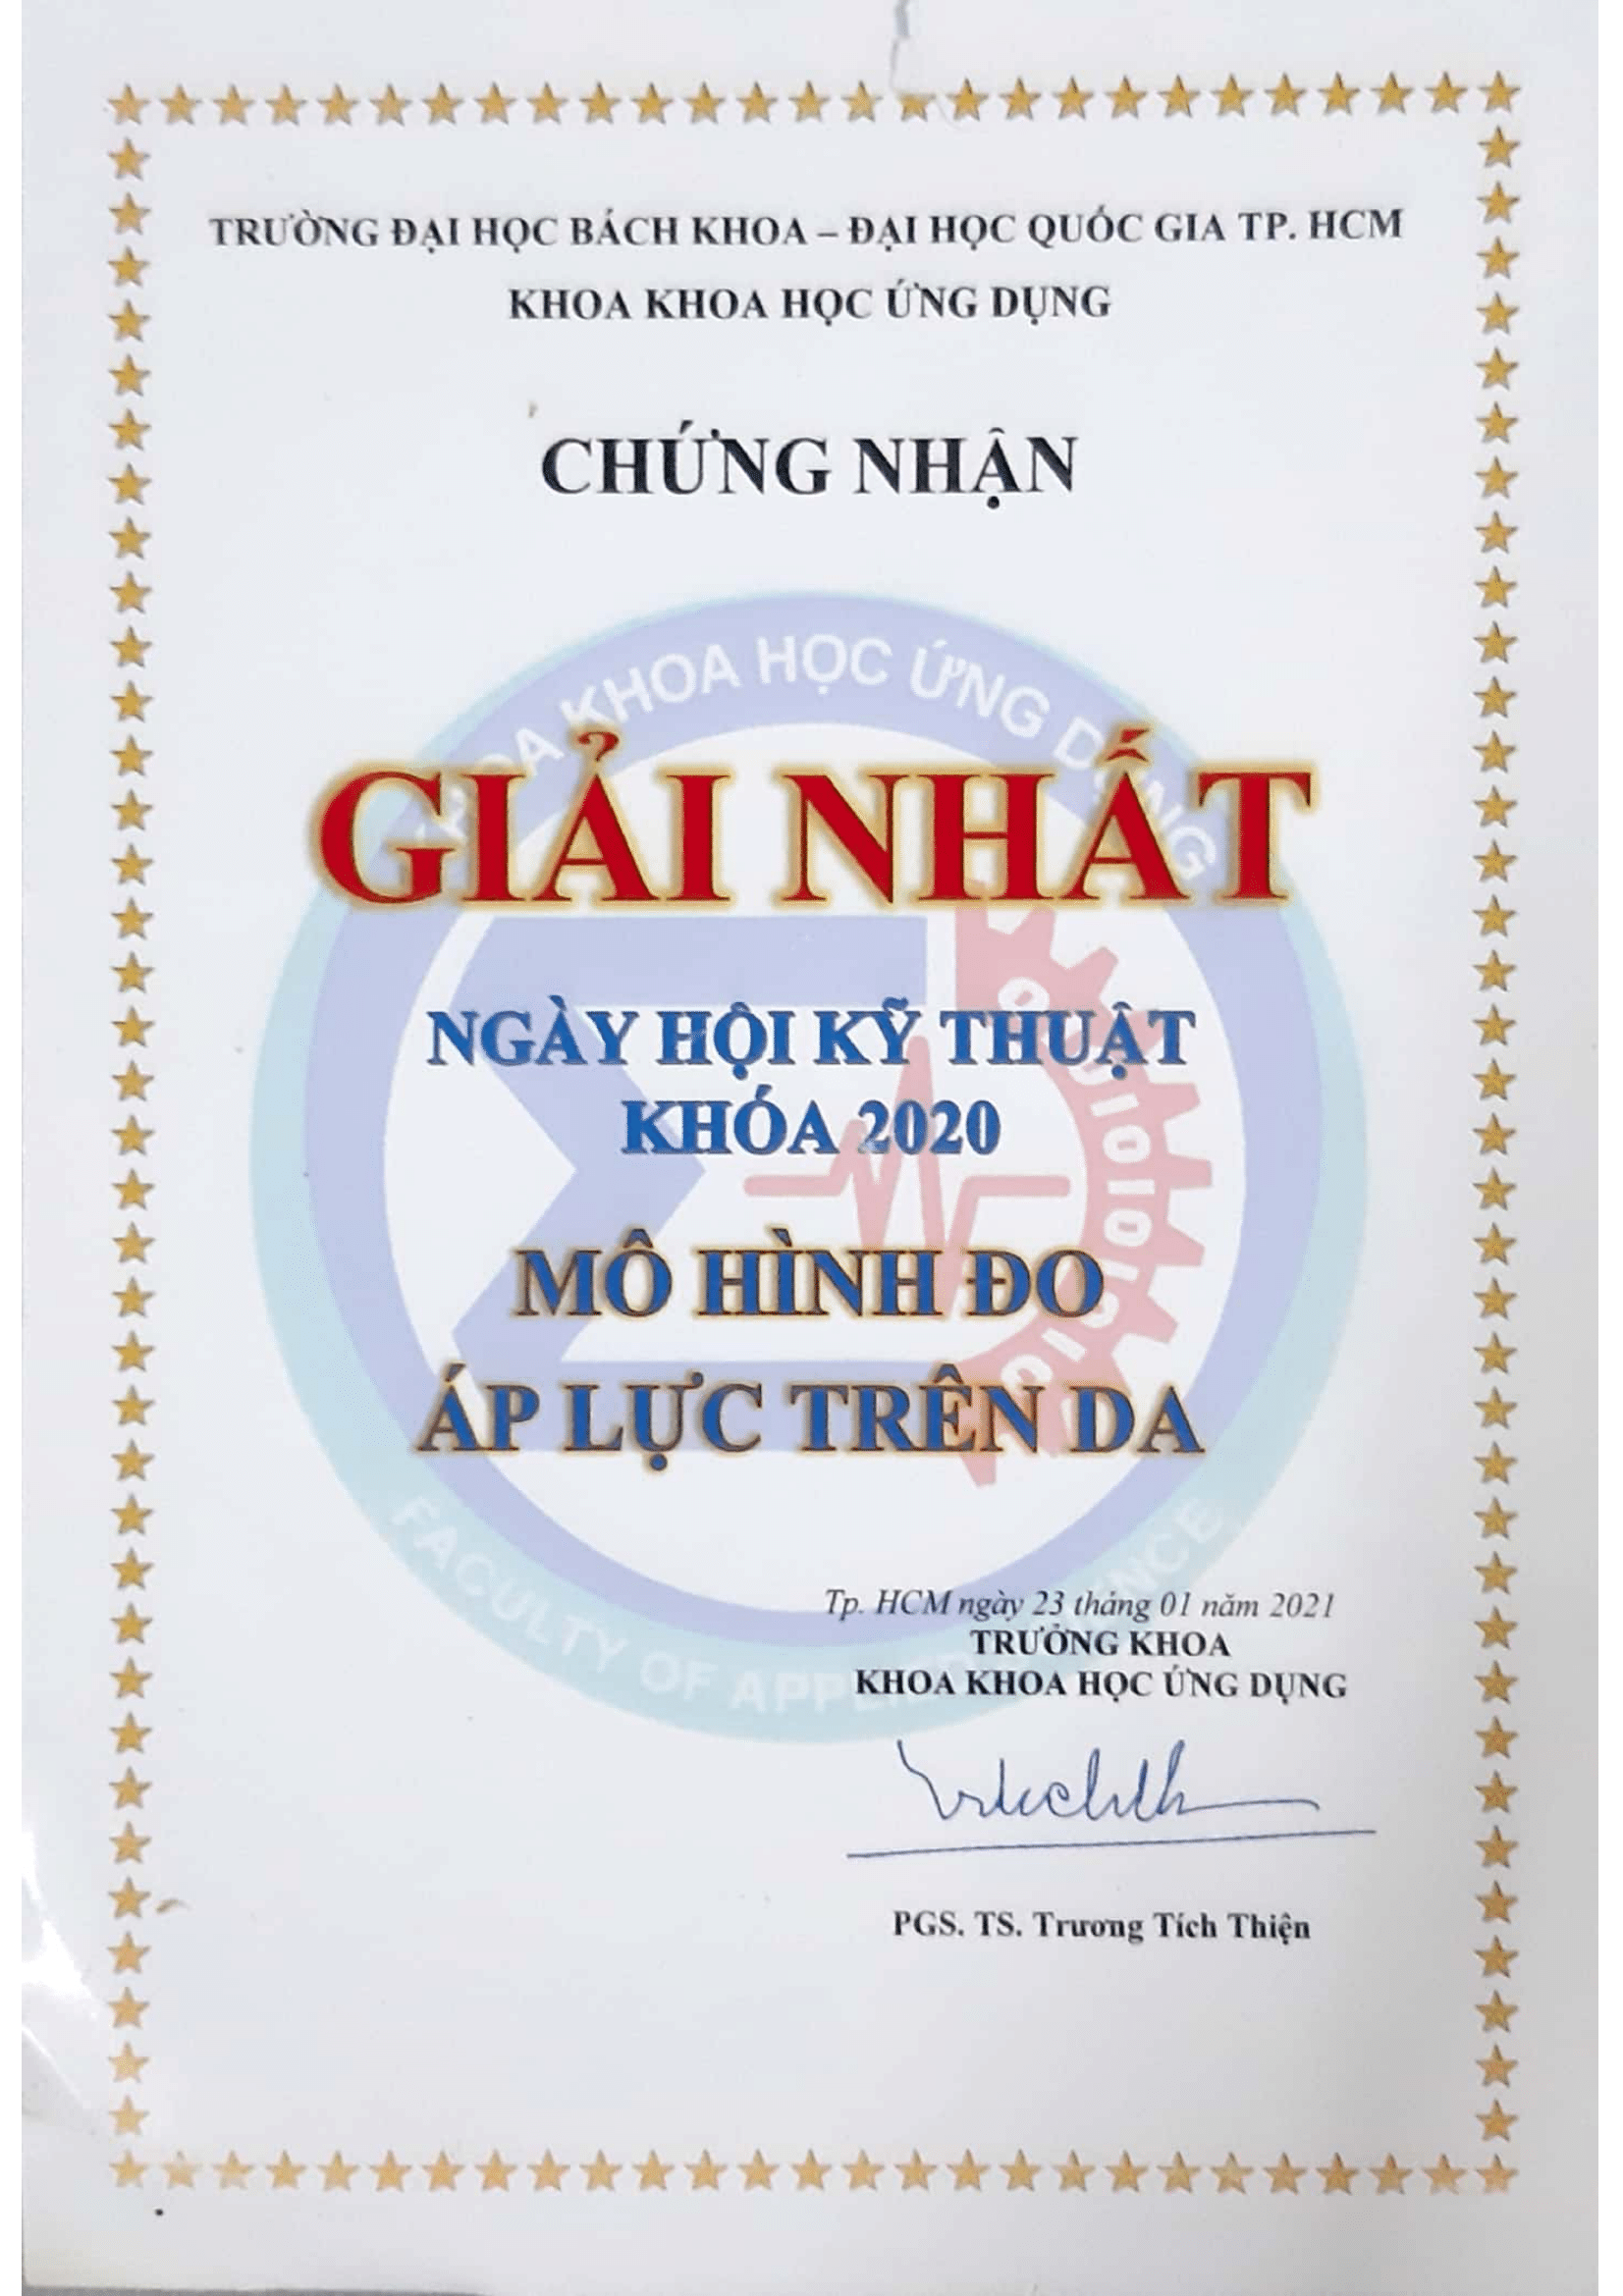 TRƯỜNG ĐẠI HỌC BÁCH KHOA – ĐẠI HỌC QUỐC GIA TP. HCM
KHOA KHOA HỌC ỨNG DỤNG
CHỨNG NHẬN
KHOA KHOA HỌC ỨNG DỤNG
GIẢI NHẤT
NGÀY HỘI KỸ THUẬT
KHÓA 2020
MÔ HÌNH ĐO
ÁP LỰC TRÊN DA
FACULTY OF APPLIED SCIENCE
Tp. HCM ngày 23 tháng 01 năm 2021
TRƯỞNG KHOA
KHOA KHOA HỌC ỨNG DỤNG
PGS. TS. Trương Tích Thiện